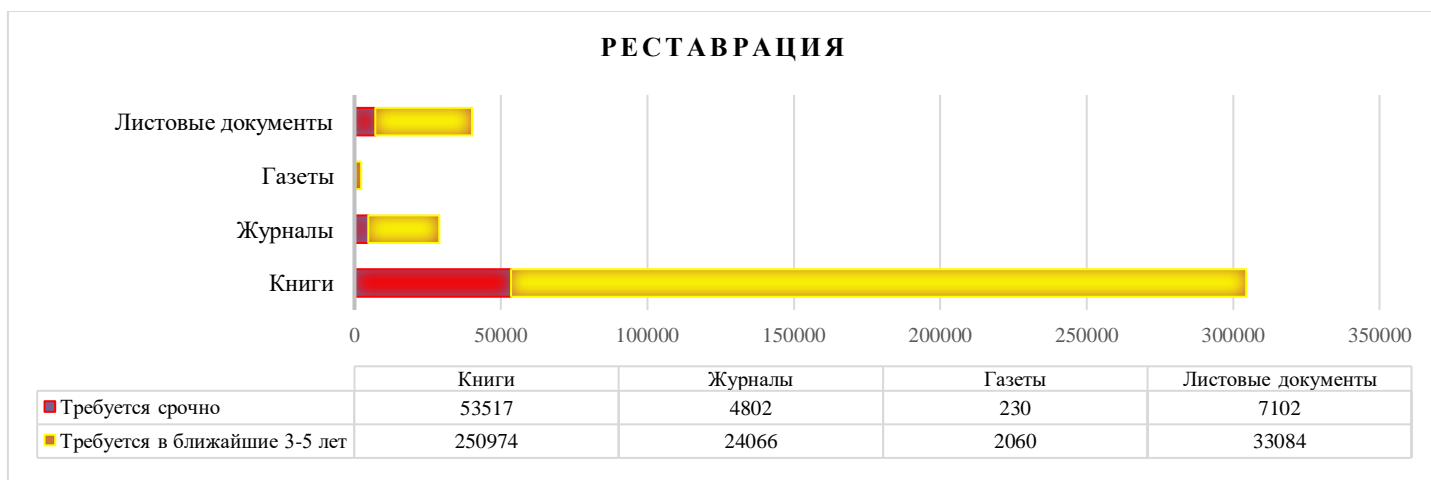 РЕСТАВРАЦИЯ
Листовые документы
Газеты
Журналы
Книги
0 50000 100000 150000 200000 250000 300000 350000
Книги Журналы Газеты Листовые документы
Требуется срочно 53517 4802 230 7102
Требуется в ближайшие 3-5 лет 250974 24066 2060 33084